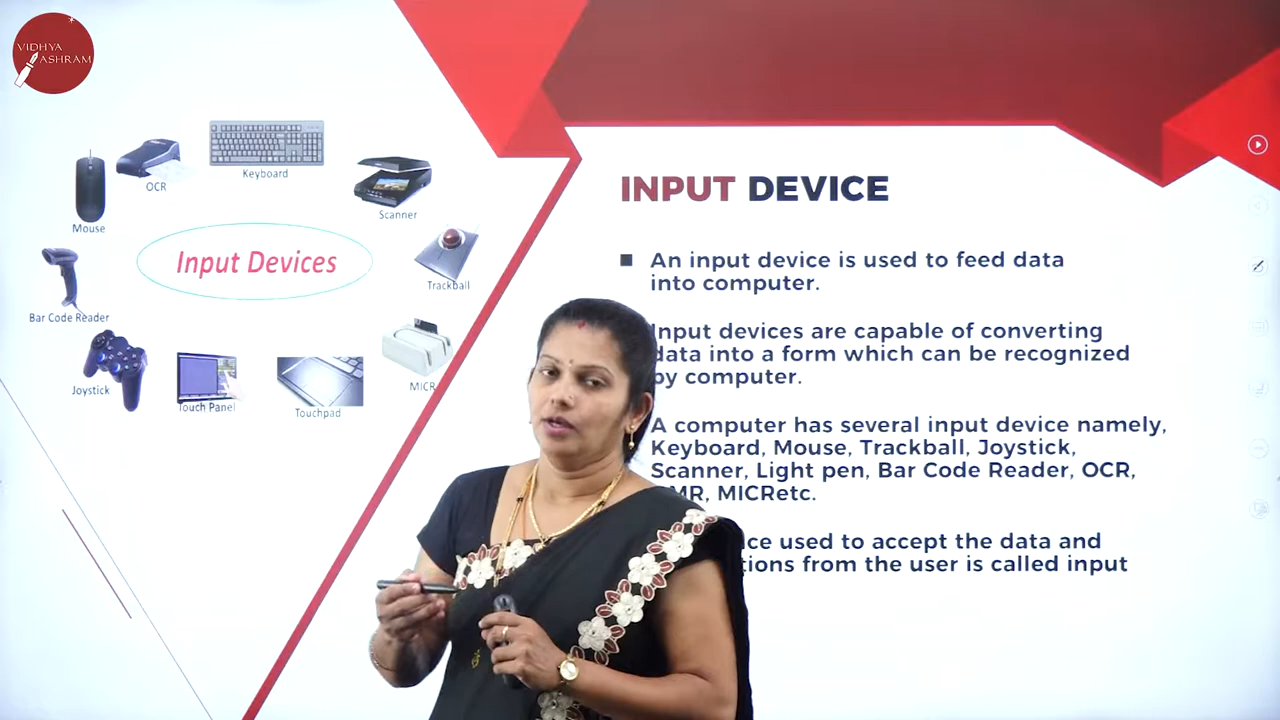 VIDHYA
ASHRAM
Keyboard
OCR
Scanner
Mouse
Input Devices
Trackball
Bar Code Reader
MICR
Joystick
Touch Panel
Touchpad
INPUT DEVICE
An input device is used to feed data
into computer.
Input devices are capable of converting
data into a form which can be recognized
by computer.
A computer has several input device namely,
Keyboard, Mouse, Trackball, Joystick,
Scanner, Light pen, Bar Code Reader, OCR,
MICRetc.
used to accept the data and
from the user is called input